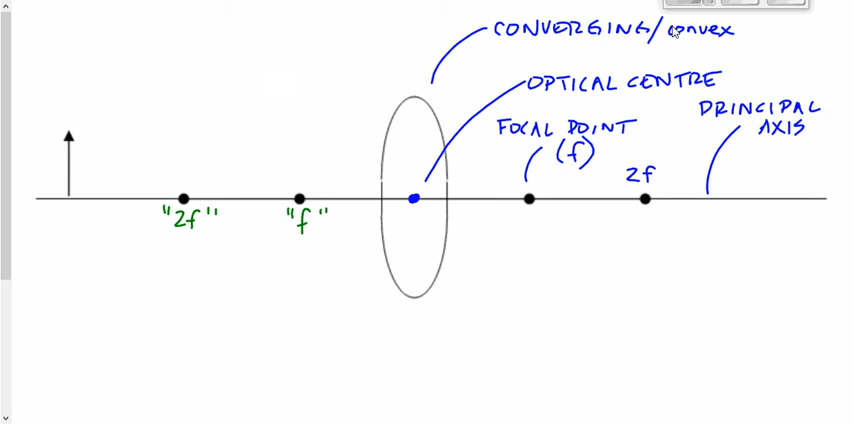 CONVERGING/convex
OPTICAL CENTRE
PRINCIPAL
AXIS
FOCAL POINT
(f)
2f
"2f"
"f"